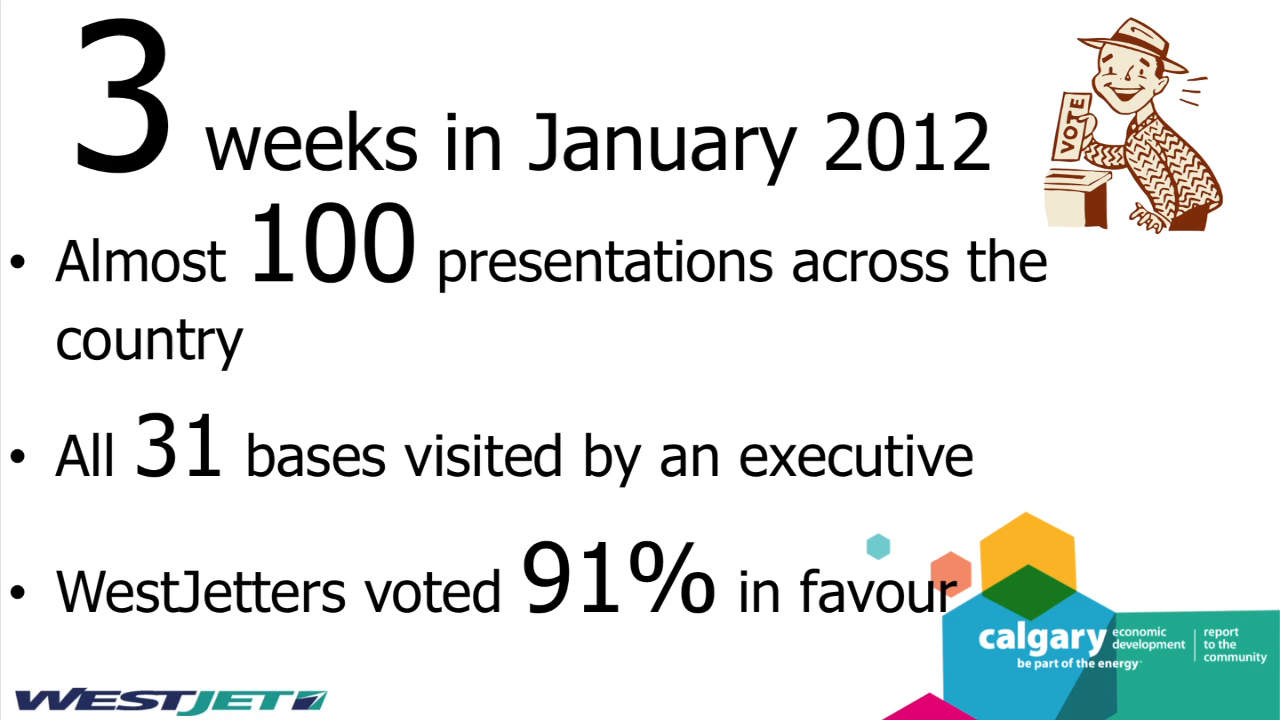 3 weeks in January 2012
VOTE
• Almost 100 presentations across the
country
• All 31 bases visited by an executive
• WestJetters voted 91% in favour
calgary economic development | report to the community
be part of the energy
WESTJET